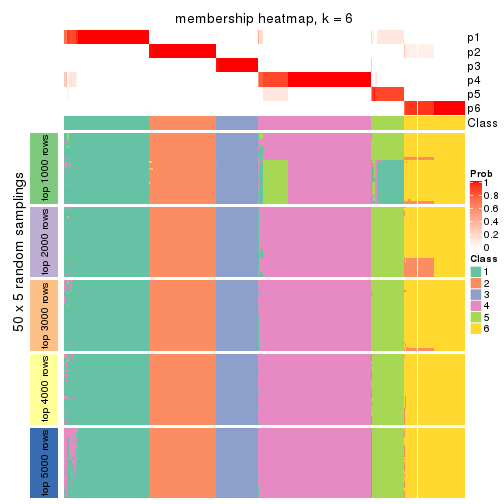 membership heatmap, k = 6
p1
p2
p3
p4
p5
p6
Class
50 x 5 random samplings
top 1000 rows
top 2000 rows
top 3000 rows
top 4000 rows
top 5000 rows
Prob
1
0.8
0.6
0.4
0.2
0
Class
1
2
3
4
5
6